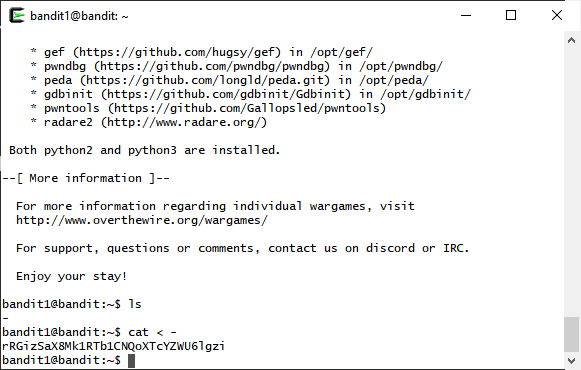 bandit1@bandit: ~
* gef (https://github.com/hugsy/gef) in /opt/gef/
* pwndbg (https://github.com/pwndbg/pwndbg) in /opt/pwndbg/
* peda (https://github.com/longld/peda.git) in /opt/peda/
* gdbinit (https://github.com/gdbinit/Gdbinit) in /opt/gdbinit/
* pwntools (https://github.com/Gallopsled/pwntools)
* radare2 (http://www.radare.org/)
Both python2 and python3 are installed.
--[ More information ]--
For more information regarding individual wargames, visit
http://www.overthewire.org/wargames/
For support, questions or comments, contact us on discord or IRC.
Enjoy your stay!
bandit1@bandit:~$ ls
-
bandit1@bandit:~$ cat < -
rRGizSaX8Mk1RTb1CNQoXTcYZWU6lgzi
bandit1@bandit:~$